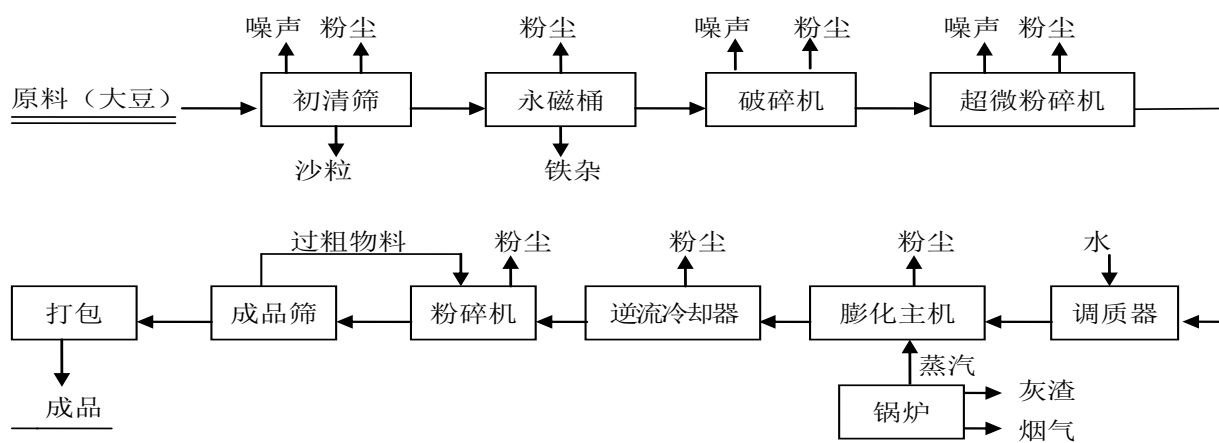 噪声 粉尘 粉尘 噪声 粉尘 噪声 粉尘
原料（大豆） 初清筛 永磁桶 破碎机 超微粉碎机
沙粒 铁杂
过粗物料 粉尘 粉尘 粉尘 水
打包 成品筛 粉碎机 逆流冷却器 膨化主机 调质器
蒸汽
成品 锅炉 灰渣
烟气